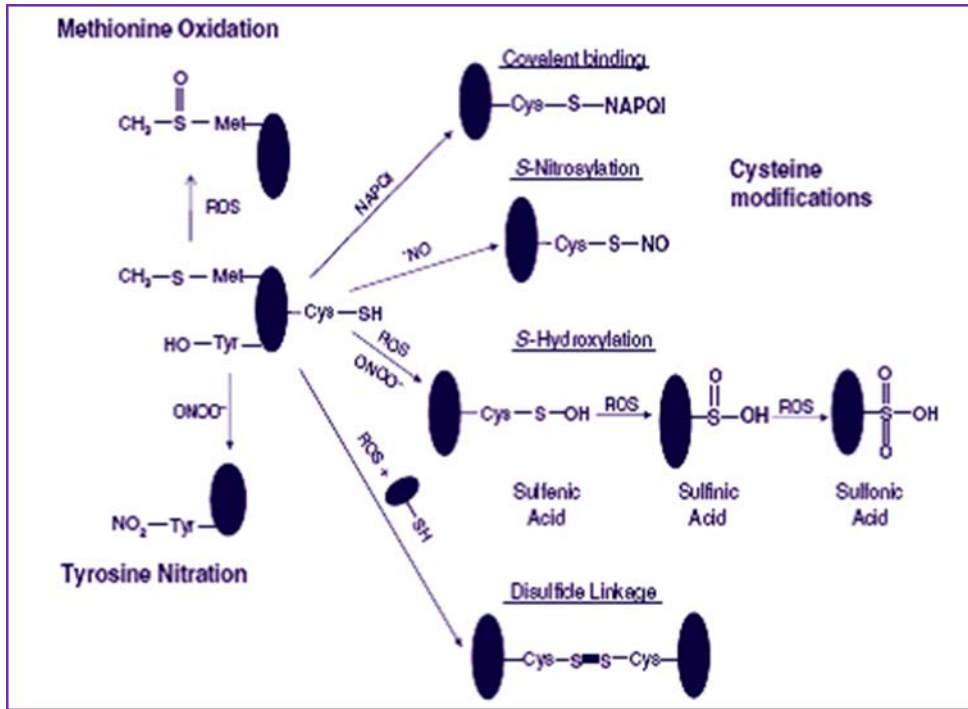 Methionine Oxidation
O
CH3—S—Met
ROS
CH3—S—Met
Cys—SH
HO—Tyr
ONOO⁻
NO2—Tyr
Tyrosine Nitration
NAPQI
Covalent binding
Cys—S—NAPQI
S-Nitrosylation
Cys—S—NO
Cysteine
modifications
•NO
ROS
ONOO⁻
S-Hydroxylation
Cys—S—OH
ROS
O
S—OH
ROS
O
S—OH
O
Sulfenic
Acid
Sulfinic
Acid
Sulfonic
Acid
ROS +
SH
Disulfide Linkage
Cys—S—S—Cys